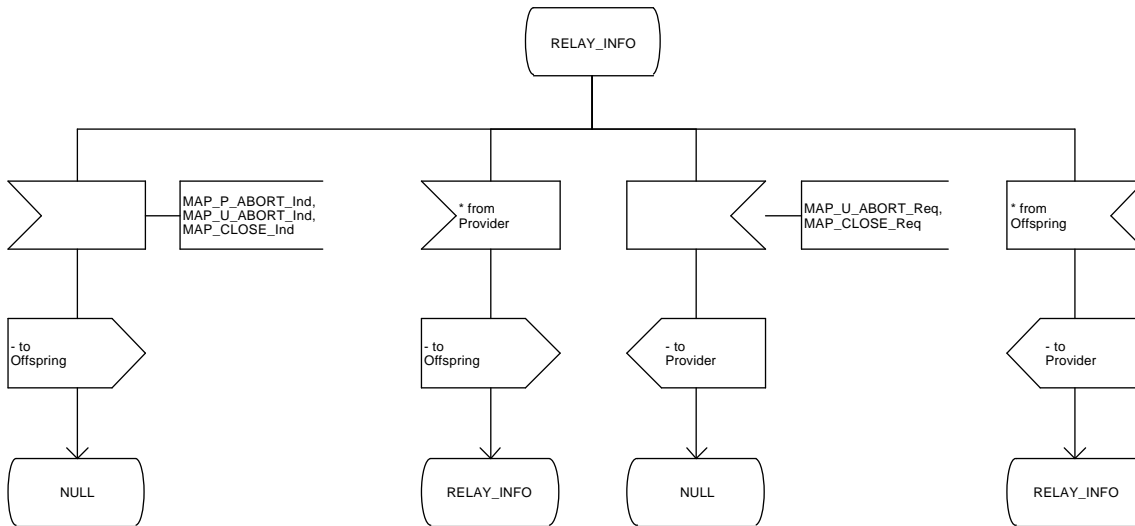 RELAY_INFO
MAP_P_ABORT_Ind,
MAP_U_ABORT_Ind,
MAP_CLOSE_Ind
* from
Provider
MAP_U_ABORT_Req,
MAP_CLOSE_Req
* from
Offspring
- to
Offspring
- to
Offspring
- to
Provider
- to
Provider
NULL
RELAY_INFO
NULL
RELAY_INFO